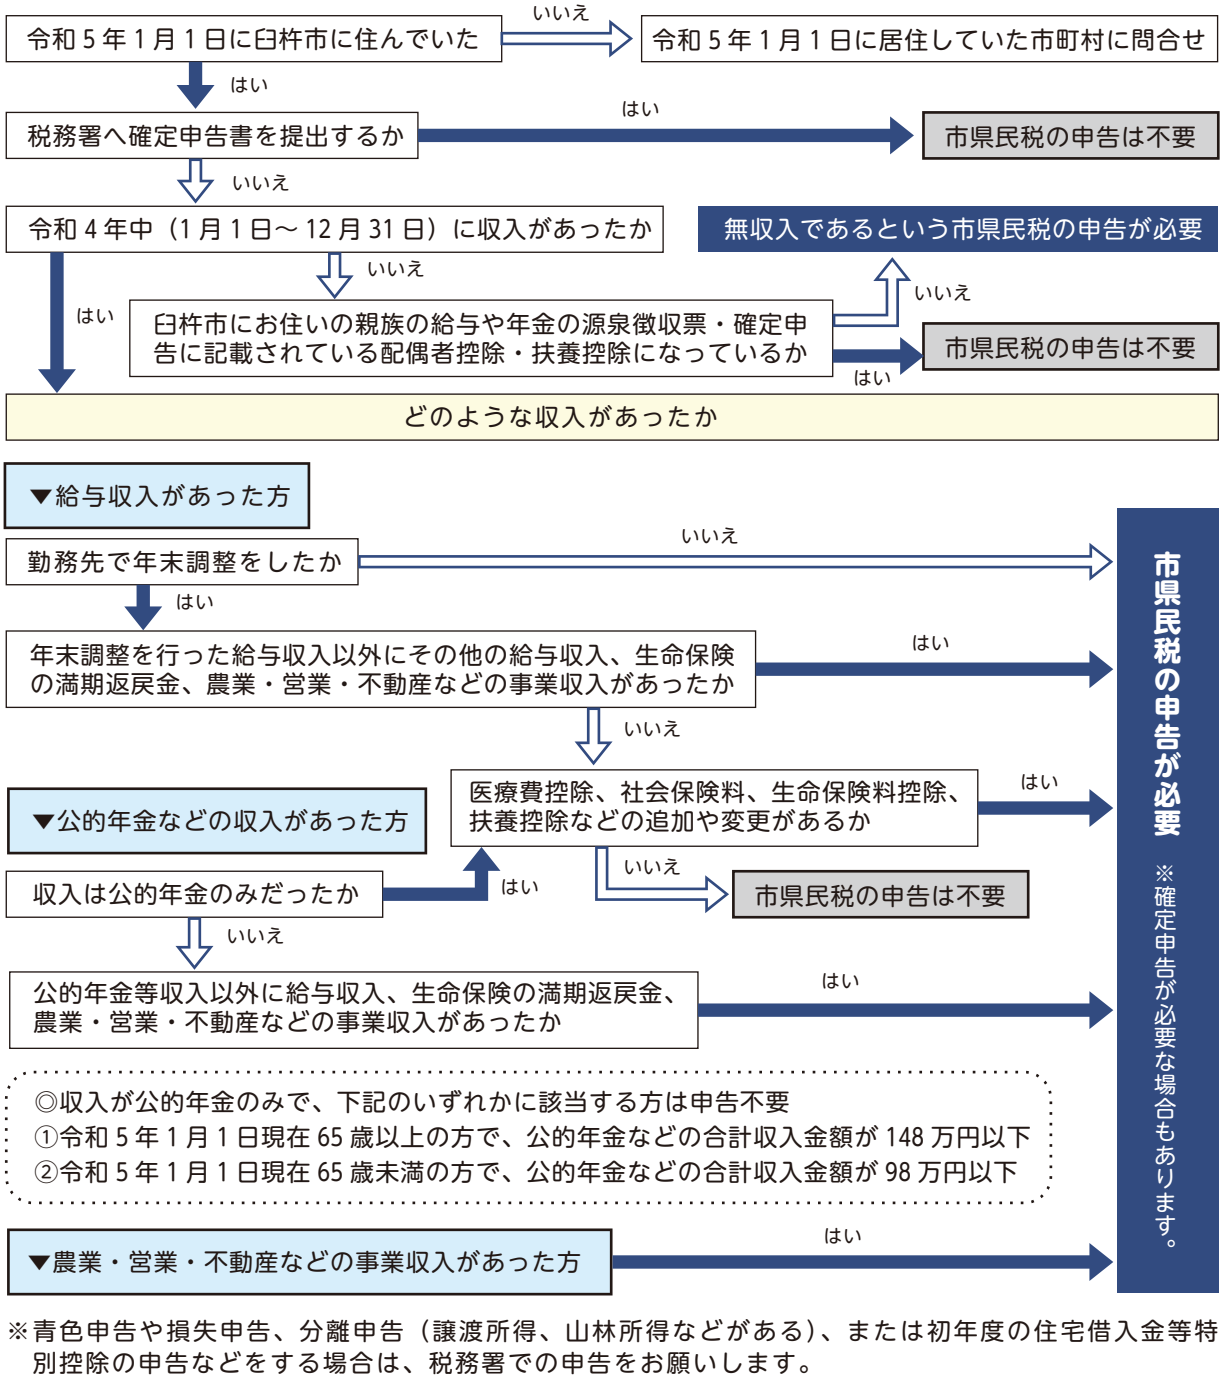 令和５年１月１日に臼杵市に住んでいた
いいえ
令和５年１月１日に居住していた市町村に問合せ
はい
税務署へ確定申告書を提出するか
はい
市県民税の申告は不要
いいえ
令和４年中（1月１日～12月31日）に収入があったか
無収入であるという市県民税の申告が必要
いいえ
いいえ
はい
臼杵市にお住いの親族の給与や年金の源泉徴収票・確定申
告に記載されている配偶者控除・扶養控除になっているか
市県民税の申告は不要
はい
どのような収入があったか
▼給与収入があった方
いいえ
勤務先で年末調整をしたか
はい
年末調整を行った給与収入以外にその他の給与収入、生命保険
の満期返戻金、農業・営業・不動産などの事業収入があったか
はい
いいえ
医療費控除、社会保険料、生命保険料控除、
扶養控除などの追加や変更があるか
はい
▼公的年金などの収入があった方
いいえ
収入は公的年金のみだったか
はい
市県民税の申告は不要
いいえ
公的年金等収入以外に給与収入、生命保険の満期返戻金、
農業・営業・不動産などの事業収入があったか
はい
◎収入が公的年金のみで、下記のいずれかに該当する方は申告不要
①令和５年１月１日現在65歳以上の方で、公的年金などの合計収入金額が148万円以下
②令和５年１月１日現在65歳未満の方で、公的年金などの合計収入金額が98万円以下
▼農業・営業・不動産などの事業収入があった方
はい
市県民税の申告が必要
※確定申告が必要な場合もあります。
※青色申告や損失申告、分離申告（譲渡所得、山林所得などがある）、または初年度の住宅借入金等特
別控除の申告などをする場合は、税務署での申告をお願いします。